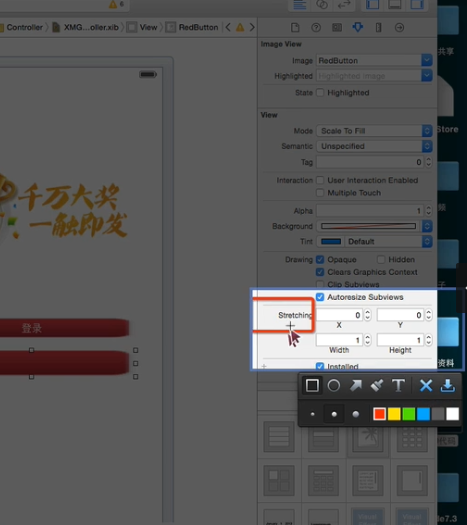 8
Controller
XMG...oller.xib
View
RedButton
共享
Image View
Image RedButton
Highlighted Highlighted Image
State Highlighted
Store
View
Mode Scale To Fill
Semantic Unspecified
Tag 0
Interaction User Interaction Enabled
Multiple Touch
Alpha 1
Background
Tint Default
Drawing Opaque Hidden
Clears Graphics Context
Clip Subviews
Autoresize Subviews
Stretching 0 0
X Y
1 1
Width Height
Installed
千万大奖
一触即发
登录
资料
T
代码